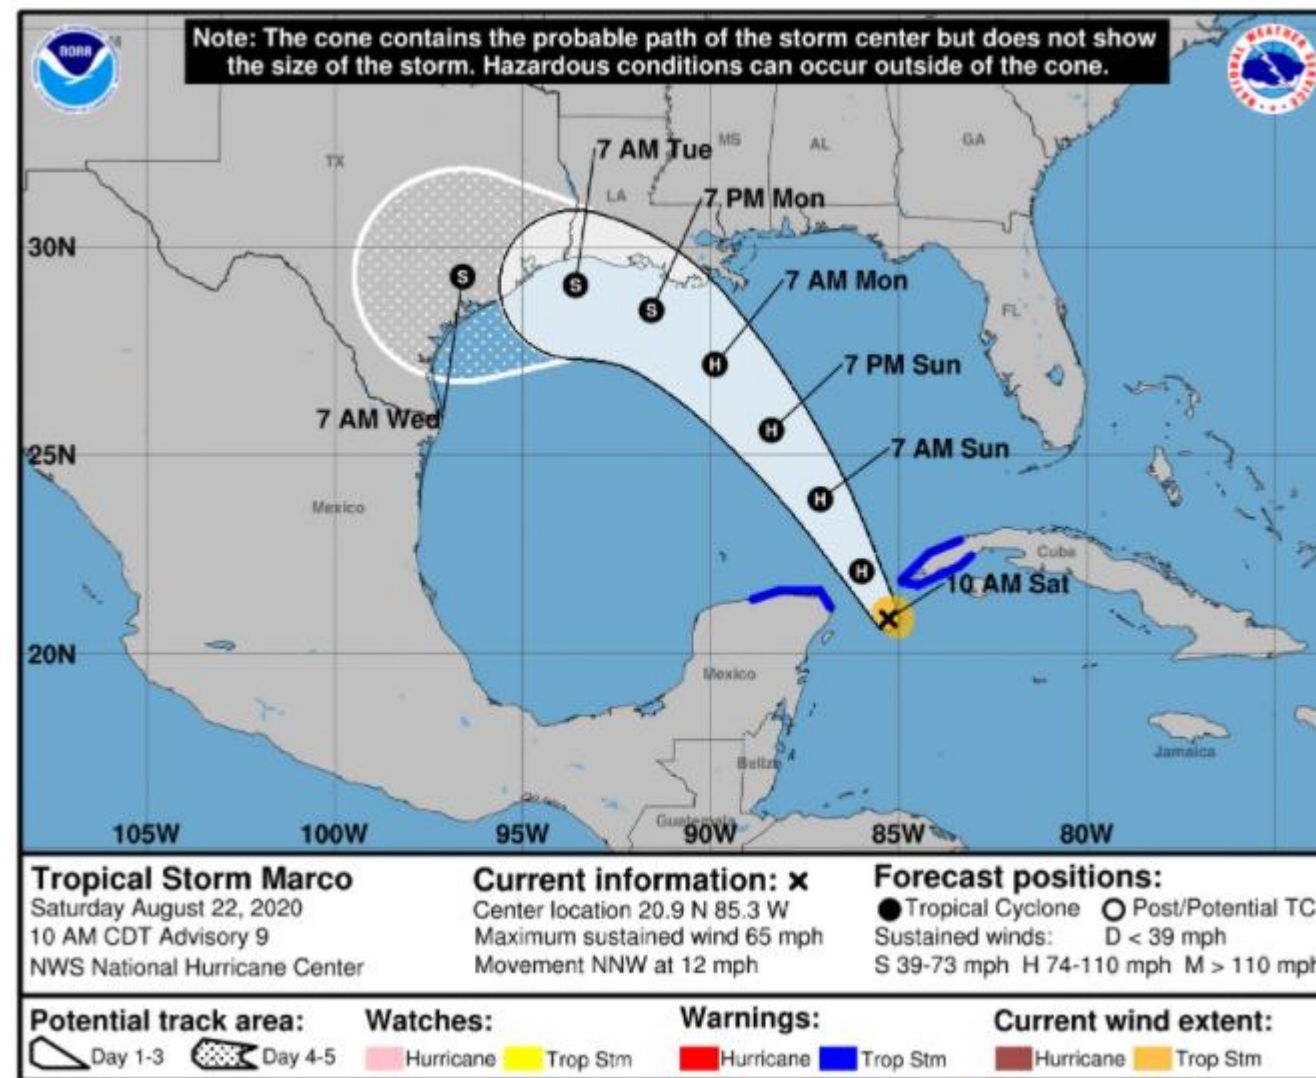 Note: The cone contains the probable path of the storm center but does not show
the size of the storm. Hazardous conditions can occur outside of the cone.
NOAA
NATIONAL WEATHER SERVICE
TX
LA
MS
AL
GA
FL
7 AM Tue
7 PM Mon
7 AM Mon
7 PM Sun
7 AM Sun
10 AM Sat
7 AM Wed
S
S
S
H
H
H
H
30N
25N
20N
Mexico
Cuba
Mexico
Belize
Guatemala
Jamaica
105W 100W 95W 90W 85W 80W
Tropical Storm Marco
Saturday August 22, 2020
10 AM CDT Advisory 9
NWS National Hurricane Center
Current information: ×
Center location 20.9 N 85.3 W
Maximum sustained wind 65 mph
Movement NNW at 12 mph
Forecast positions:
Tropical Cyclone Post/Potential TC
Sustained winds: D < 39 mph
S 39-73 mph H 74-110 mph M > 110 mph
Potential track area:
Day 1-3 Day 4-5
Watches:
Hurricane Trop Stm
Warnings:
Hurricane Trop Stm
Current wind extent:
Hurricane Trop Stm